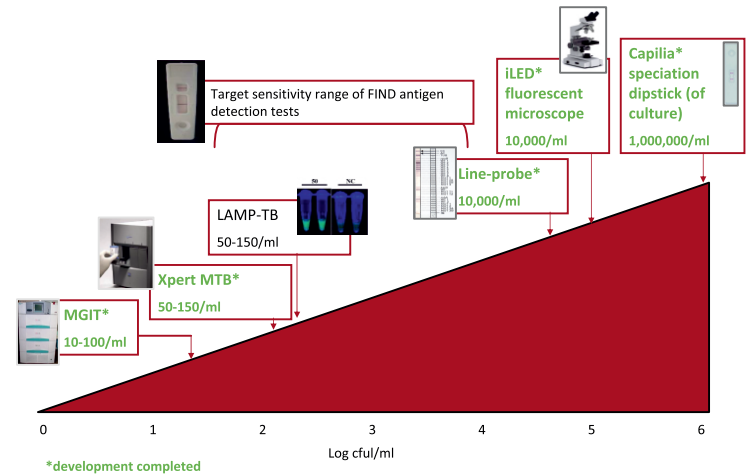 iLED*
fluorescent
microscope
10,000/ml
Capilia*
speciation
dipstick (of
culture)
1,000,000/ml
Target sensitivity range of FIND antigen
detection tests
Line-probe*
10,000/ml
50 NC
LAMP-TB
50-150/ml
Xpert MTB*
50-150/ml
MGIT*
10-100/ml
0 1 2 3 4 5 6
Log cful/ml
*development completed